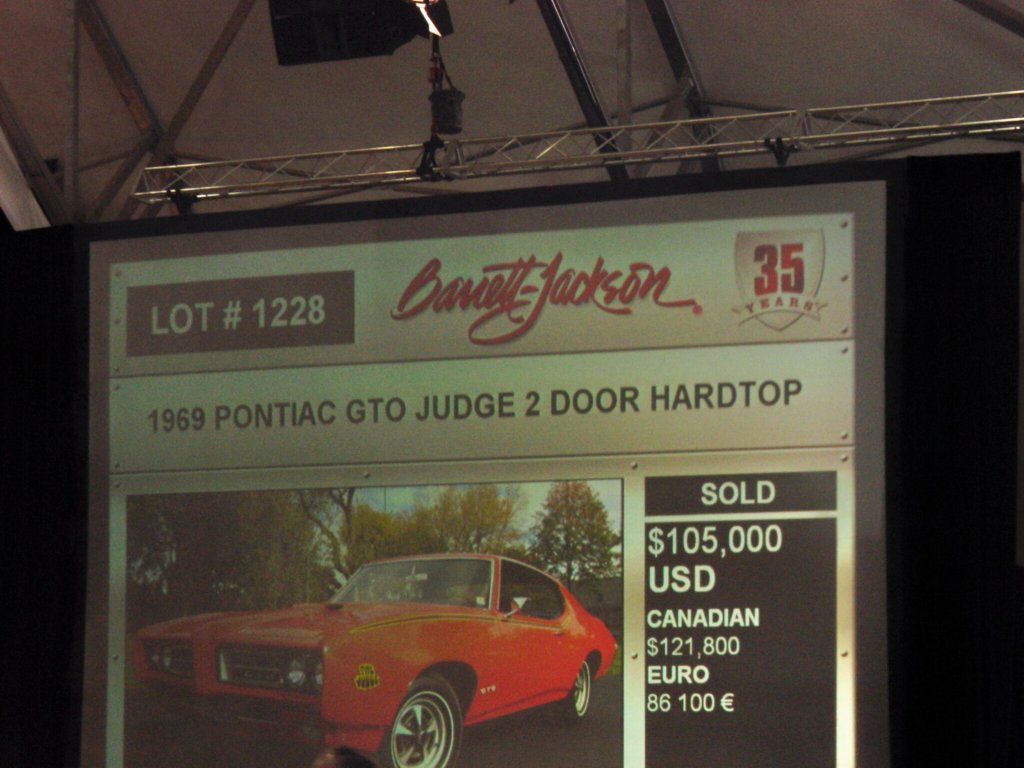 LOT # 1228
Barrett-Jackson
35
YEARS
1969 PONTIAC GTO JUDGE 2 DOOR HARDTOP
SOLD
$105,000
USD
CANADIAN
$121,800
EURO
86 100 €
GTO